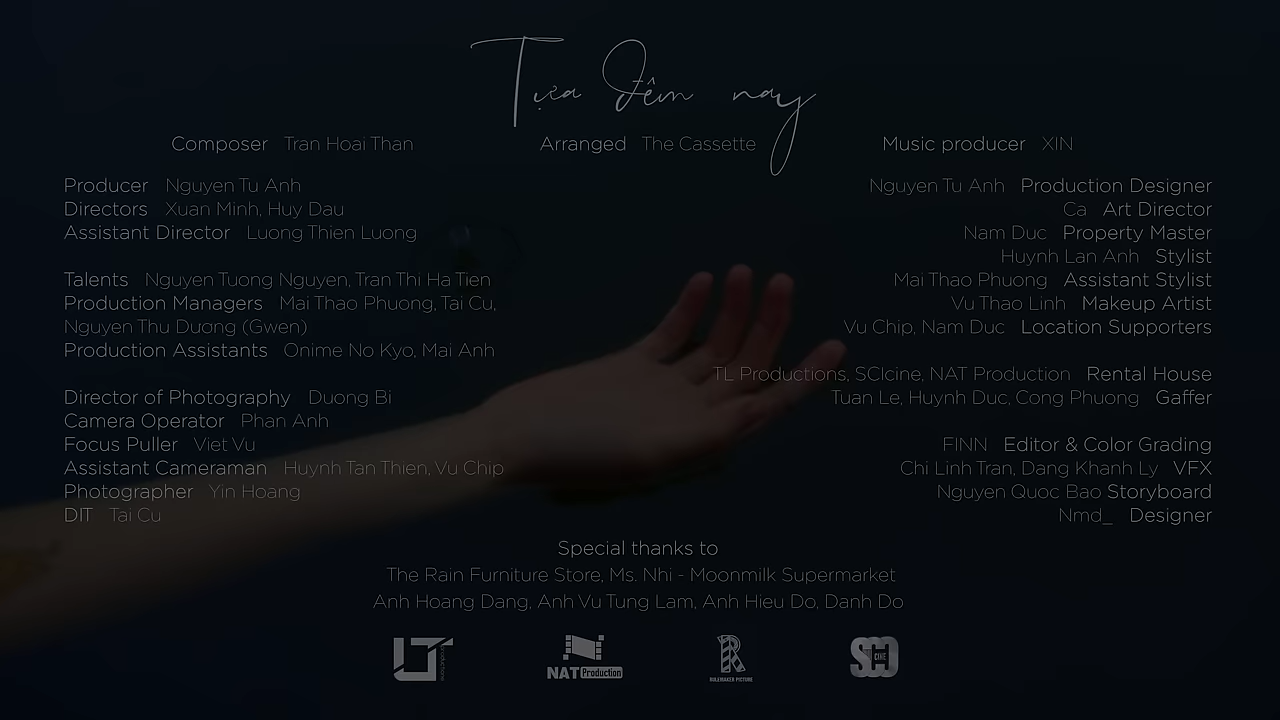 Tựa đêm nay
Composer Tran Hoai Than
Arranged The Cassette
Music producer XIN
Producer Nguyen Tu Anh
Directors Xuan Minh, Huy Dau
Assistant Director Luong Thien Luong
Talents Nguyen Tuong Nguyen, Tran Thi Ha Tien
Production Managers Mai Thao Phuong, Tai Cu,
Nguyen Thu Dương (Gwen)
Production Assistants Onime No Kyo, Mai Anh
Director of Photography Duong Bi
Camera Operator Phan Anh
Focus Puller Viet Vu
Assistant Cameraman Huynh Tan Thien, Vu Chip
Photographer Yin Hoang
DIT Tai Cu
Nguyen Tu Anh Production Designer
Ca Art Director
Nam Duc Property Master
Huynh Lan Anh Stylist
Mai Thao Phuong Assistant Stylist
Vu Thao Linh Makeup Artist
Vu Chip, Nam Duc Location Supporters
TL Productions, SCIcine, NAT Production Rental House
Tuan Le, Huynh Duc, Cong Phuong Gaffer
FINN Editor & Color Grading
Chi Linh Tran, Dang Khanh Ly VFX
Nguyen Quoc Bao Storyboard
Nmd_ Designer
Special thanks to
The Rain Furniture Store, Ms. Nhi - Moonmilk Supermarket
Anh Hoang Dang, Anh Vu Tung Lam, Anh Hieu Do, Danh Do
NAT Production
R
RULEMAKER PICTURE
CINE